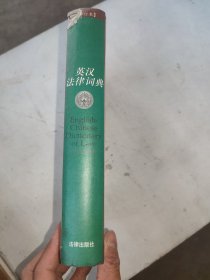 英汉
法律词典
English-
Chinese
Dictionary
of Law
法律出版社